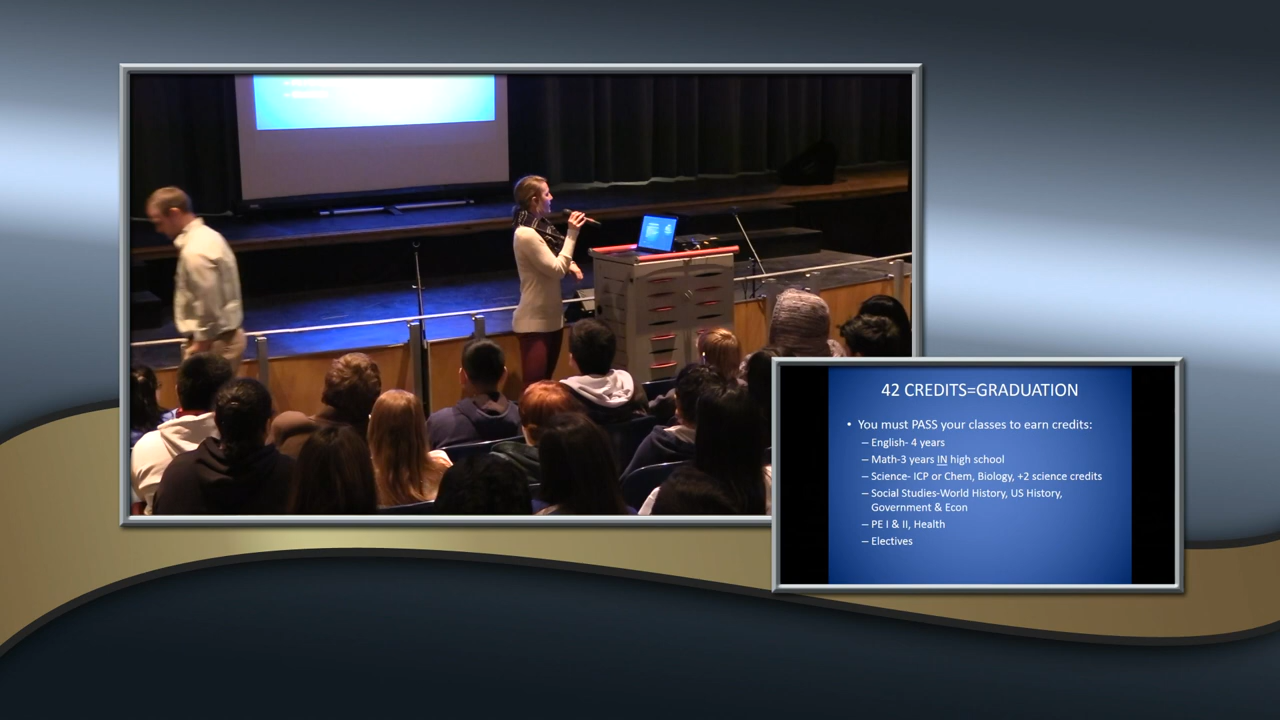 42 CREDITS=GRADUATION
• You must PASS your classes to earn credits:
– English- 4 years
– Math-3 years IN high school
– Science- ICP or Chem, Biology, +2 science credits
– Social Studies-World History, US History,
Government & Econ
– PE I & II, Health
– Electives